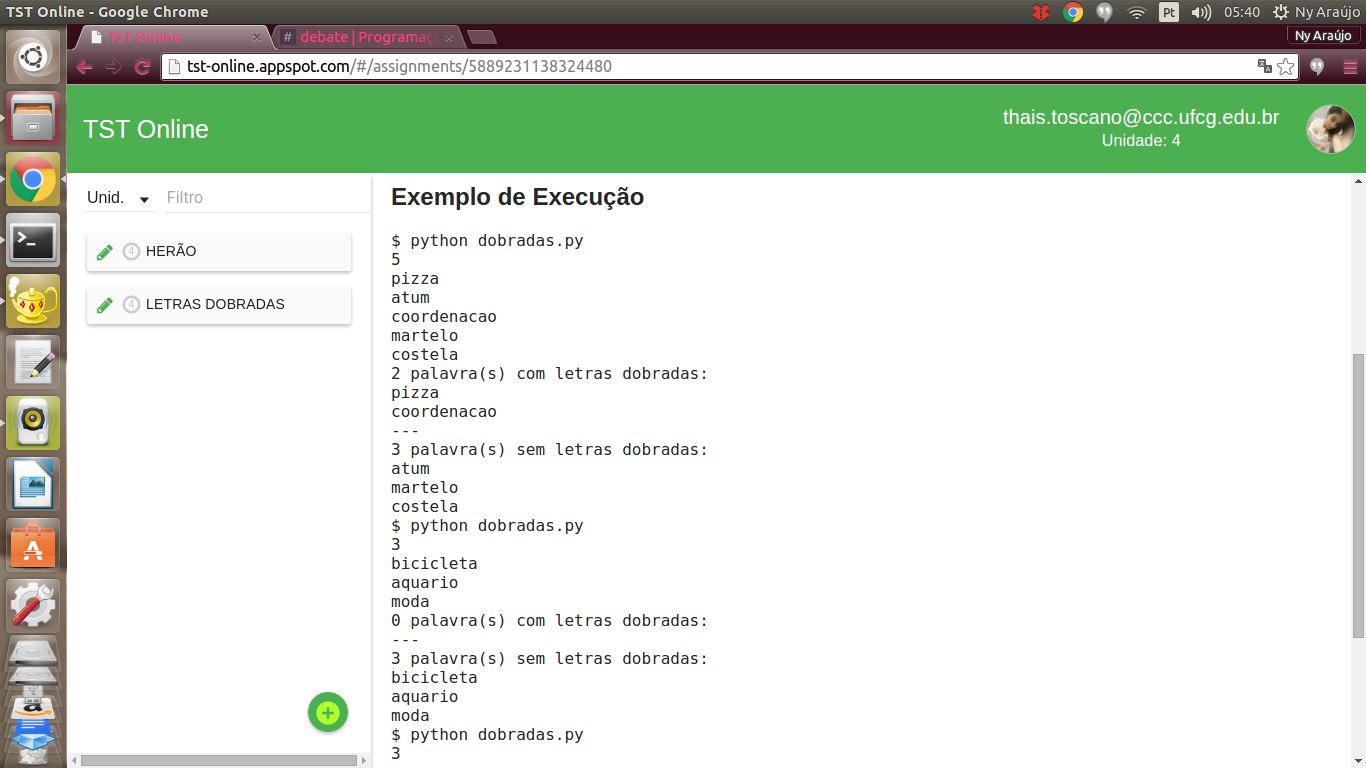 TST Online - Google Chrome
Pt
05:40
Ny Araújo
TST Online
# debate | Programaç
Ny Araújo
tst-online.appspot.com/#/assignments/5889231138324480
TST Online
thais.toscano@ccc.ufcg.edu.br
Unidade: 4
Unid.
Filtro
4 HERÃO
4 LETRAS DOBRADAS
Exemplo de Execução
$ python dobradas.py
5
pizza
atum
coordenacao
martelo
costela
2 palavra(s) com letras dobradas:
pizza
coordenacao
---
3 palavra(s) sem letras dobradas:
atum
martelo
costela
$ python dobradas.py
3
bicicleta
aquario
moda
0 palavra(s) com letras dobradas:
---
3 palavra(s) sem letras dobradas:
bicicleta
aquario
moda
$ python dobradas.py
3